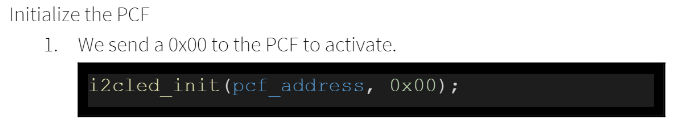 Initialize the PCF
1. We send a 0x00 to the PCF to activate.
i2cled_init(pcf_address, 0x00);